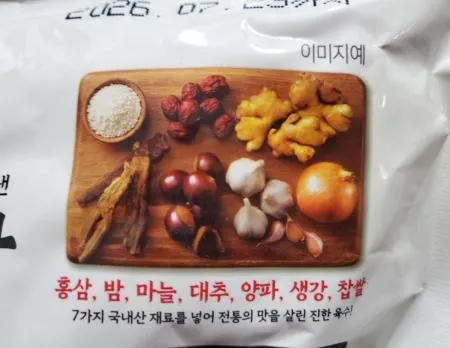 이미지예
홍삼, 밤, 마늘, 대추, 양파, 생강, 찹쌀
7가지 국내산 재료를 넣어 전통의 맛을 살린 진한 육수!